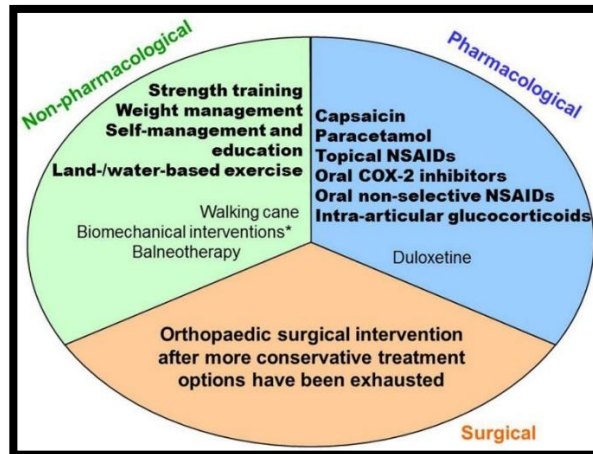 Non-pharmacological
Strength training
Weight management
Self-management and
education
Land-/water-based exercise
Walking cane
Biomechanical interventions*
Balneotherapy
Pharmacological
Capsaicin
Paracetamol
Topical NSAIDs
Oral COX-2 inhibitors
Oral non-selective NSAIDs
Intra-articular glucocorticoids
Duloxetine
Orthopaedic surgical intervention
after more conservative treatment
options have been exhausted
Surgical